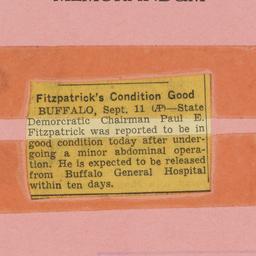 MEMORANDUM
Fitzpatrick's Condition Good
BUFFALO, Sept. 11 (AP)—State
Demorcratic Chairman Paul E.
Fitzpatrick was reported to be in
good condition today after under-
going a minor abdominal opera-
tion. He is expected to be released
from Buffalo General Hospital
within ten days.